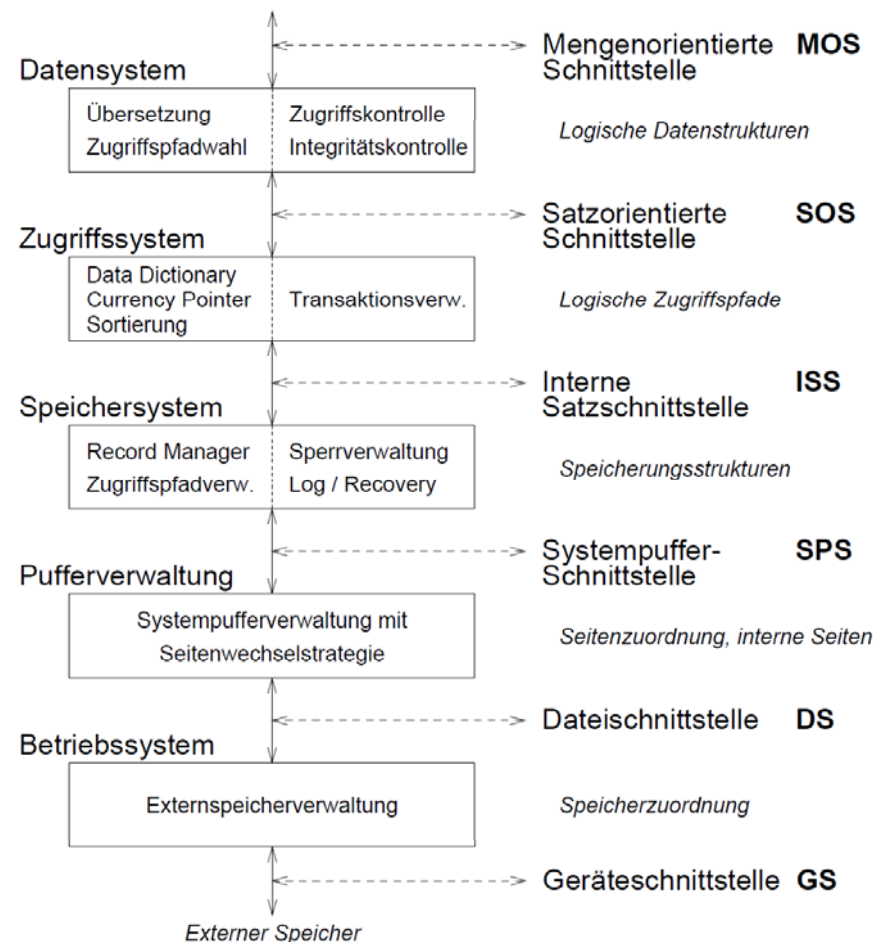 Mengenorientierte MOS
Schnittstelle
Datensystem
Übersetzung Zugriffskontrolle
Zugriffspfadwahl Integritätskontrolle
Logische Datenstrukturen
Satzorientierte SOS
Schnittstelle
Zugriffssystem
Data Dictionary
Currency Pointer Transaktionsverw.
Sortierung
Logische Zugriffspfade
Interne ISS
Satzschnittstelle
Speichersystem
Record Manager Sperrverwaltung
Zugriffspfadverw. Log / Recovery
Speicherungsstrukturen
Systempuffer- SPS
Schnittstelle
Pufferverwaltung
Systempufferverwaltung mit
Seitenwechselstrategie
Seitenzuordnung, interne Seiten
Dateischnittstelle DS
Betriebssystem
Externspeicherverwaltung
Speicherzuordnung
Geräteschnittstelle GS
Externer Speicher